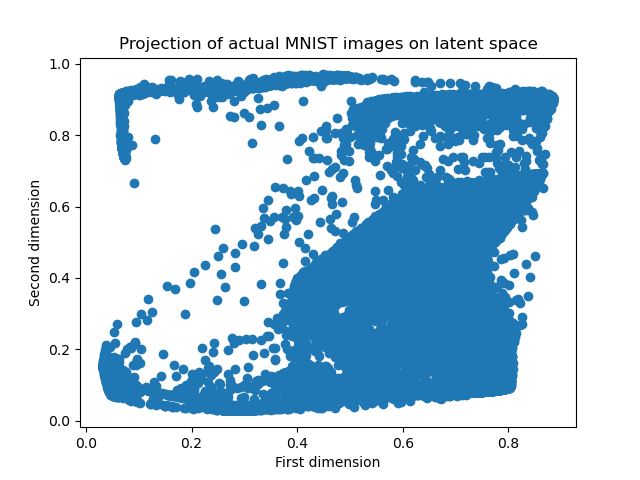 Projection of actual MNIST images on latent space
1.0
0.8
0.6
0.4
0.2
0.0
Second dimension
0.0 0.2 0.4 0.6 0.8
First dimension